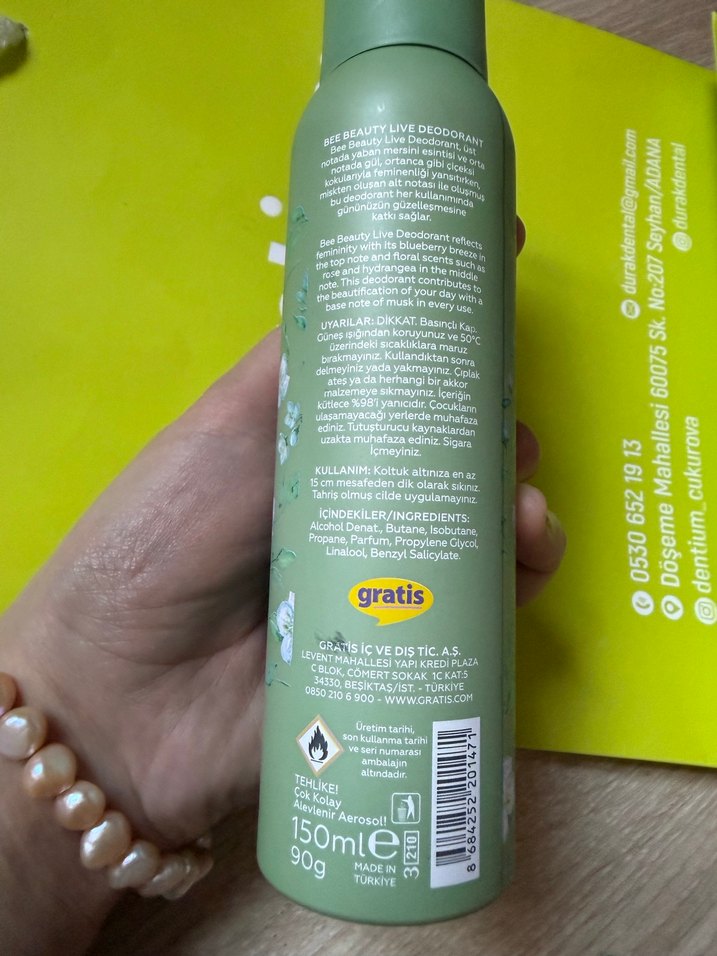 BEE BEAUTY LIVE DEODORANT
Bee Beauty Live Deodorant, üst
notada yaban mersini esintisi ve orta
notada gül, ortanca gibi çiçeksi
kokularıyla feminenliği yansıtırken,
miskten oluşan alt notası ile oluşmuş
bu deodorant her kullanımında
gününüzün güzelleşmesine
katkı sağlar.
Bee Beauty Live Deodorant reflects
femininity with its blueberry breeze in
the top note and floral scents such as
rose and hydrangea in the middle
note. This deodorant contributes to
the beautification of your day with a
base note of musk in every use.
UYARILAR: DİKKAT. Basınçlı Kap.
Güneş ışığından koruyunuz ve 50°C
üzerindeki sıcaklıklara maruz
bırakmayınız. Kullandıktan sonra
delmeyiniz yada yakmayınız. Çıplak
ateş ya da herhangi bir akkor
malzemeye sıkmayınız. İçeriğin
kütlece %98'i yanıcıdır. Çocukların
ulaşamayacağı yerlerde muhafaza
ediniz. Tutuşturucu kaynaklardan
uzakta muhafaza ediniz. Sigara
İçmeyiniz.
KULLANIM: Koltuk altınıza en az
15 cm mesafeden dik olarak sıkınız.
Tahriş olmuş cilde uygulamayınız.
İÇİNDEKİLER/INGREDIENTS:
Alcohol Denat., Butane, Isobutane,
Propane, Parfum, Propylene Glycol,
Linalool, Benzyl Salicylate.
gratis
GRATİS İÇ VE DIŞ TİC. A.Ş.
LEVENT MAHALLESİ YAPI KREDİ PLAZA
C BLOK, CÖMERT SOKAK 1C KAT:5
34330, BEŞİKTAŞ/İST. - TÜRKİYE
0850 210 6 900 - WWW.GRATIS.COM
Üretim tarihi,
son kullanma tarihi
ve seri numarası
ambalajın
altındadır.
TEHLİKE!
Çok Kolay
Alevlenir Aerosol!
150ml e
90g
MADE IN
TÜRKİYE
3 210
8 684252 201471
0530 652 19 13
Döşeme Mahallesi 60075 Sk. No:207 Seyhan/ADANA
dentium_cukurova
durakdental@gmail.com
durakdental